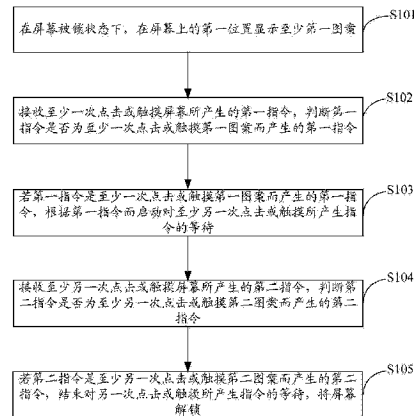 在屏幕被锁状态下，在屏幕上的第一位置显示至少第一图案
S101
接收至少一次点击或触摸屏幕所产生的第一指令，判断第一
指令是否为至少一次点击或触摸第一图案而产生的第一指令
S102
若第一指令是至少一次点击或触摸第一图案而产生的第一指
令，根据第一指令而启动对至少另一次点击或触摸所产生指
令的等待
S103
接收至少另一次点击或触摸屏幕所产生的第二指令，判断第
二指令是否为至少另一次点击或触摸第二图案而产生的第二
指令
S104
若第二指令是至少另一次点击或触摸第二图案而产生的第二
指令，结束对另一次点击或触摸所产生指令的等待，将屏幕
解锁
S105